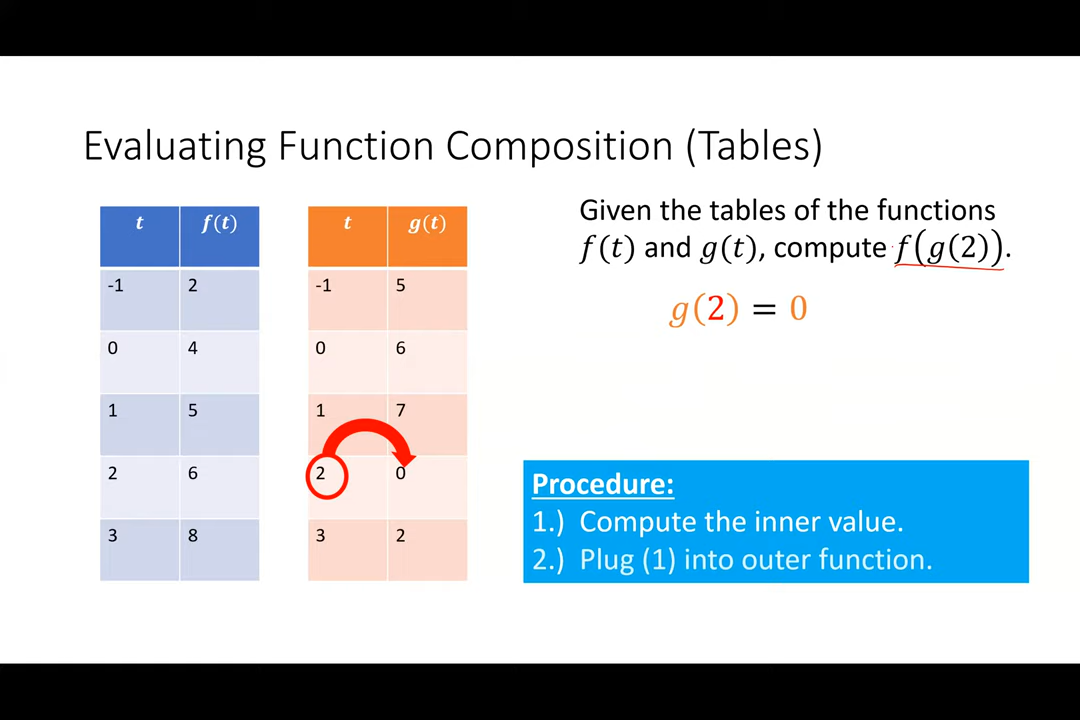 Evaluating Function Composition (Tables)
t f(t)
-1 2
0 4
1 5
2 6
3 8
t g(t)
-1 5
0 6
1 7
2 0
3 2
Given the tables of the functions
f(t) and g(t), compute f(g(2)).
g(2) = 0
Procedure:
1.) Compute the inner value.
2.) Plug (1) into outer function.